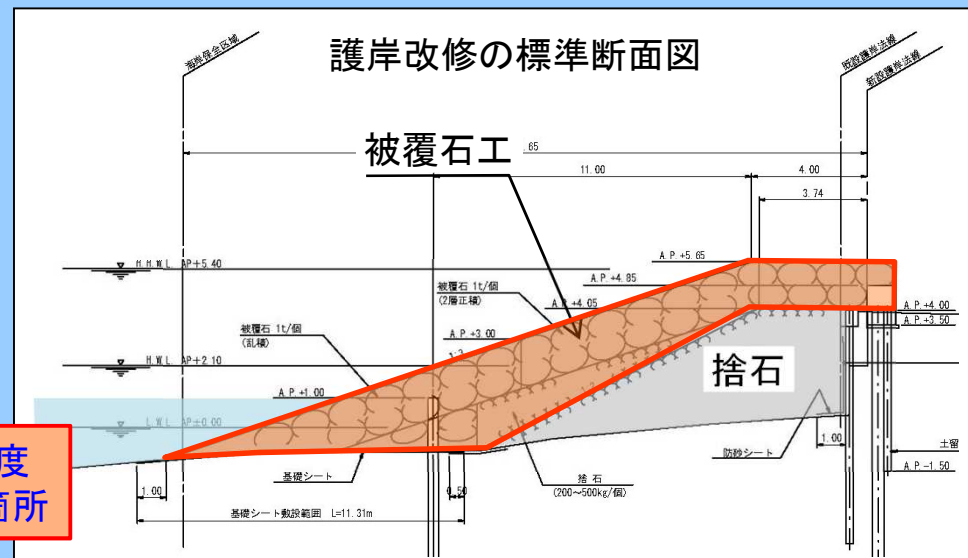 護岸改修の標準断面図
海岸保全区域
既設護岸法線
新設護岸法線
被覆石工
.65
11.00
4.00
3.74
H.H.W.L. AP+5.40
A.P.+5.65
A.P.+4.85
被覆石 1t/個
(2層正積)
A.P.+4.05
A.P.+4.00
A.P.+3.50
被覆石 1t/個
(乱積)
A.P.+3.00
H.W.L. AP+2.10
捨石
A.P.+1.00
L.W.L. AP±0.00
度
箇所
1.00
防砂シート
土留
A.P.-1.50
基礎シート
捨石
(200~500kg/個)
1.00
0.50
基礎シート敷設範囲 L=11.31m